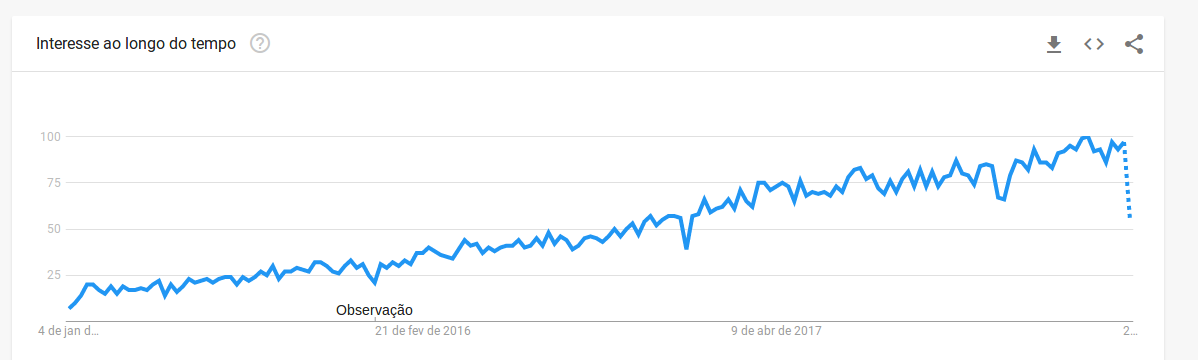 Interesse ao longo do tempo
100
75
50
25
Observação
4 de jan d...
21 de fev de 2016
9 de abr de 2017
2...